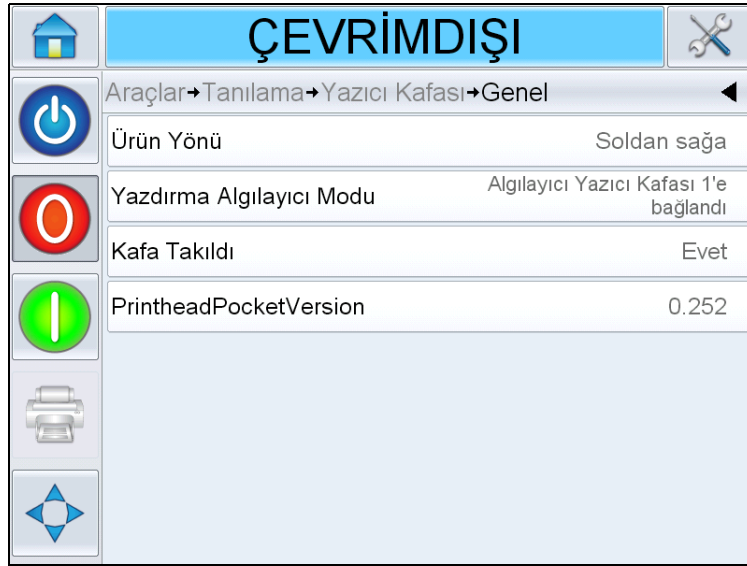 ÇEVRİMDIŞI
Araçlar→Tanılama→Yazıcı Kafası→Genel
Ürün Yönü Soldan sağa
Yazdırma Algılayıcı Modu Algılayıcı Yazıcı Kafası 1'e
bağlandı
Kafa Takıldı Evet
PrintheadPocketVersion 0.252